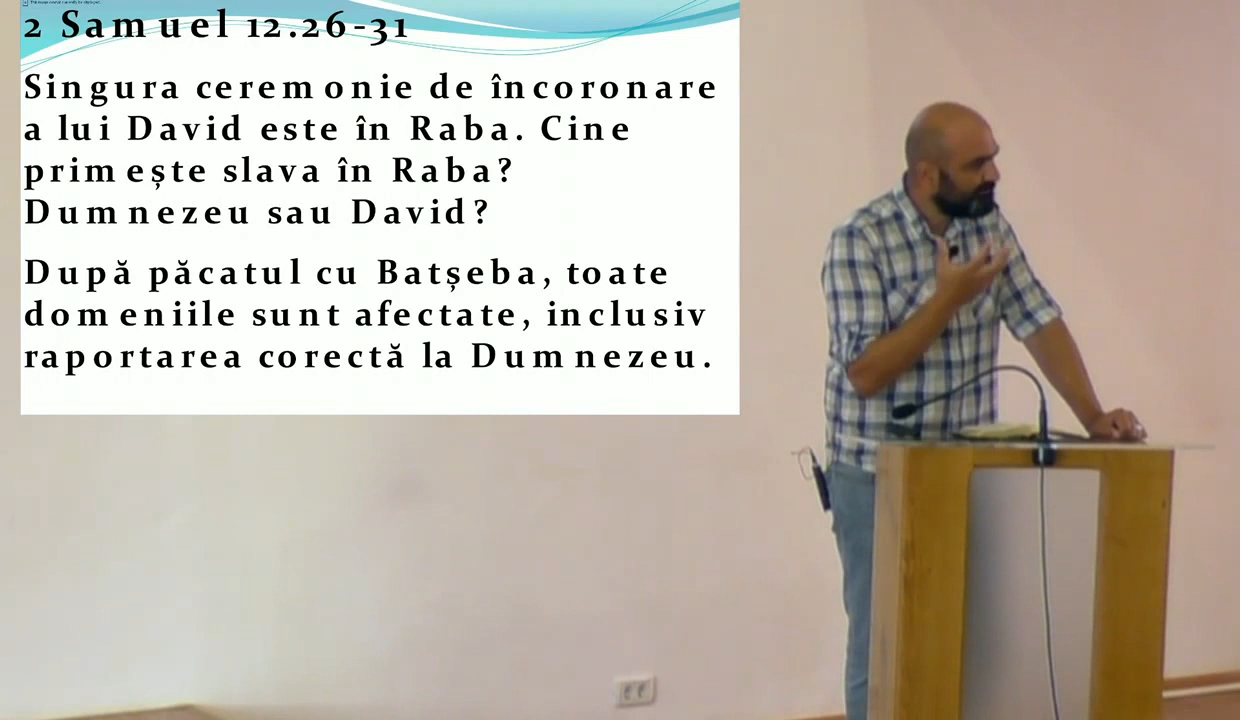 2 Samuel 12.26-31
Singura ceremonie de încoronare
a lui David este în Raba. Cine
primește slava în Raba?
Dumnezeu sau David?
După păcatul cu Batșeba, toate
domeniile sunt afectate, inclusiv
raportarea corectă la Dumnezeu.